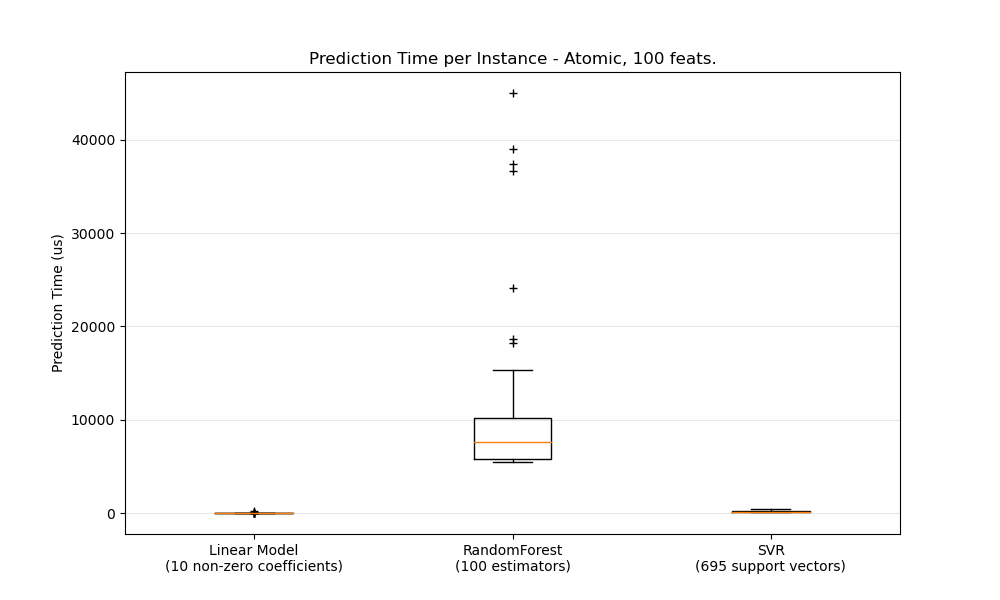 Prediction Time per Instance - Atomic, 100 feats.
Prediction Time (us)
40000
30000
20000
10000
0
Linear Model
(10 non-zero coefficients)
RandomForest
(100 estimators)
SVR
(695 support vectors)